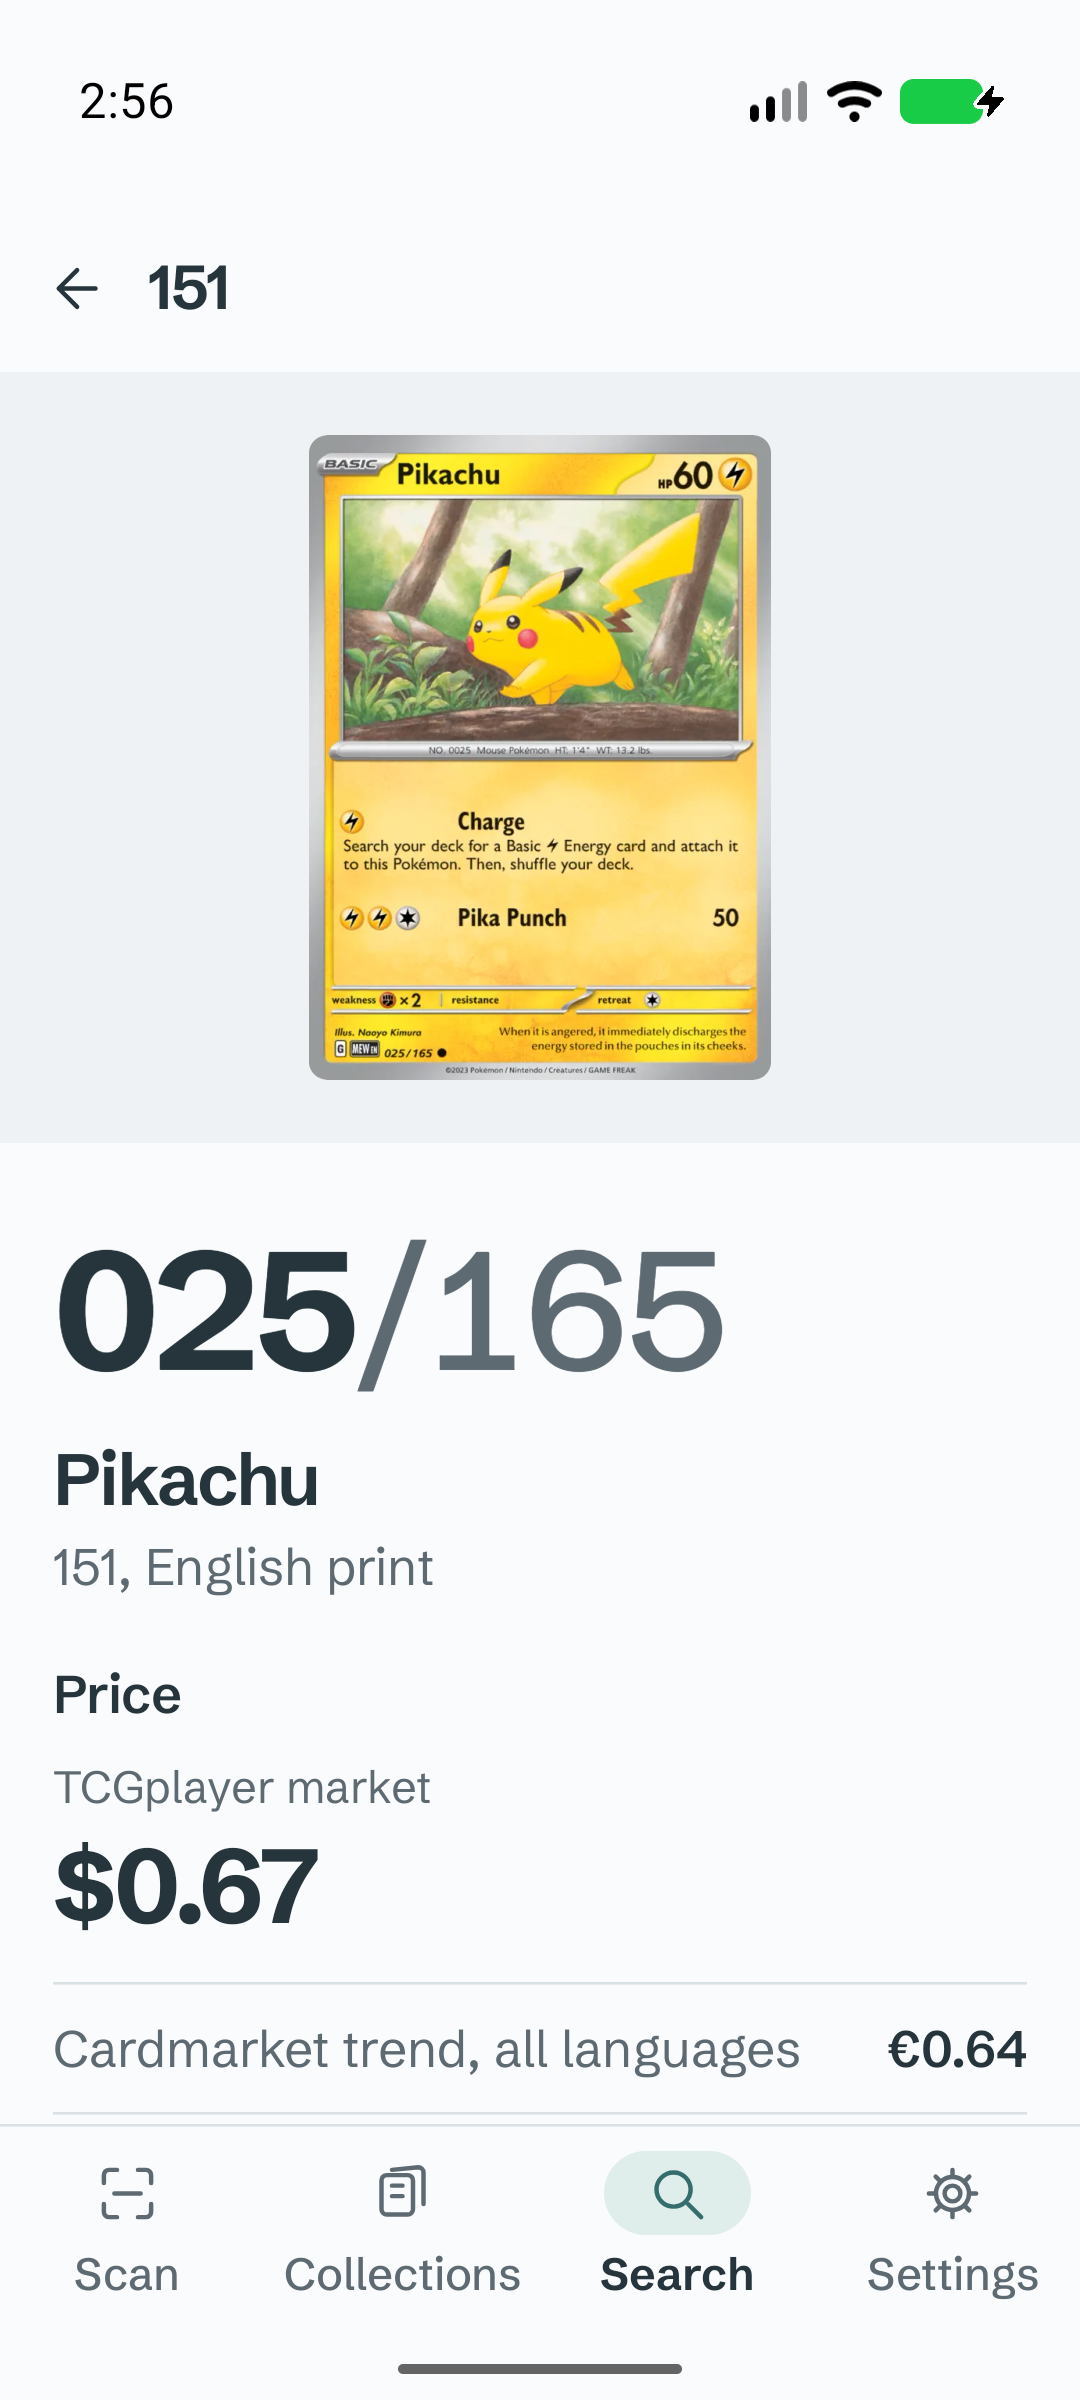 2:56
151
BASIC Pikachu HP 60
NO. 0025 Mouse Pokémon HT: 1'4" WT: 13.2 lbs.
Charge
Search your deck for a Basic Energy card and attach it
to this Pokémon. Then, shuffle your deck.
Pika Punch 50
weakness ×2 resistance retreat
Illus. Naoyo Kimura
When it is angered, it immediately discharges the
energy stored in the pouches in its cheeks.
G MEW EN 025/165
©2023 Pokémon / Nintendo / Creatures / GAME FREAK
025/165
Pikachu
151, English print
Price
TCGplayer market
$0.67
Cardmarket trend, all languages €0.64
Scan Collections Search Settings